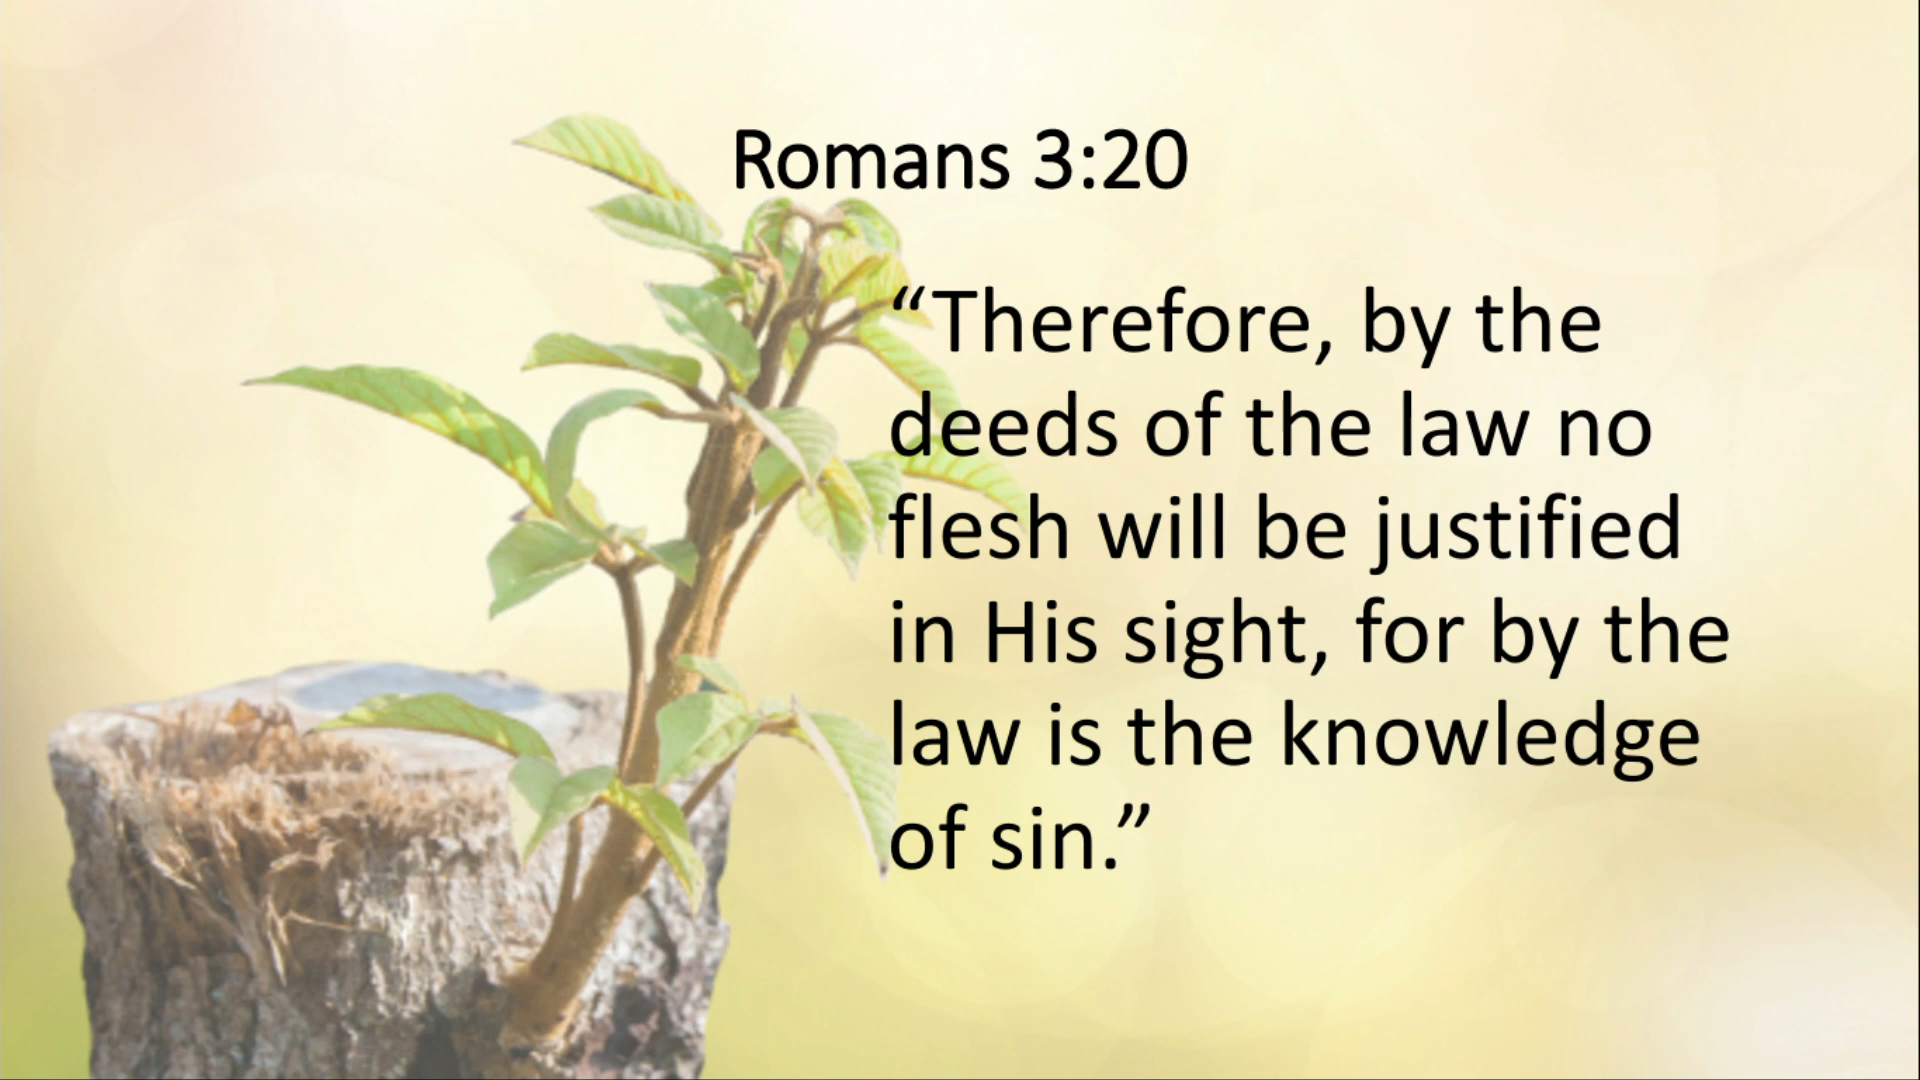 Romans 3:20
“Therefore, by the
deeds of the law no
flesh will be justified
in His sight, for by the
law is the knowledge
of sin.”